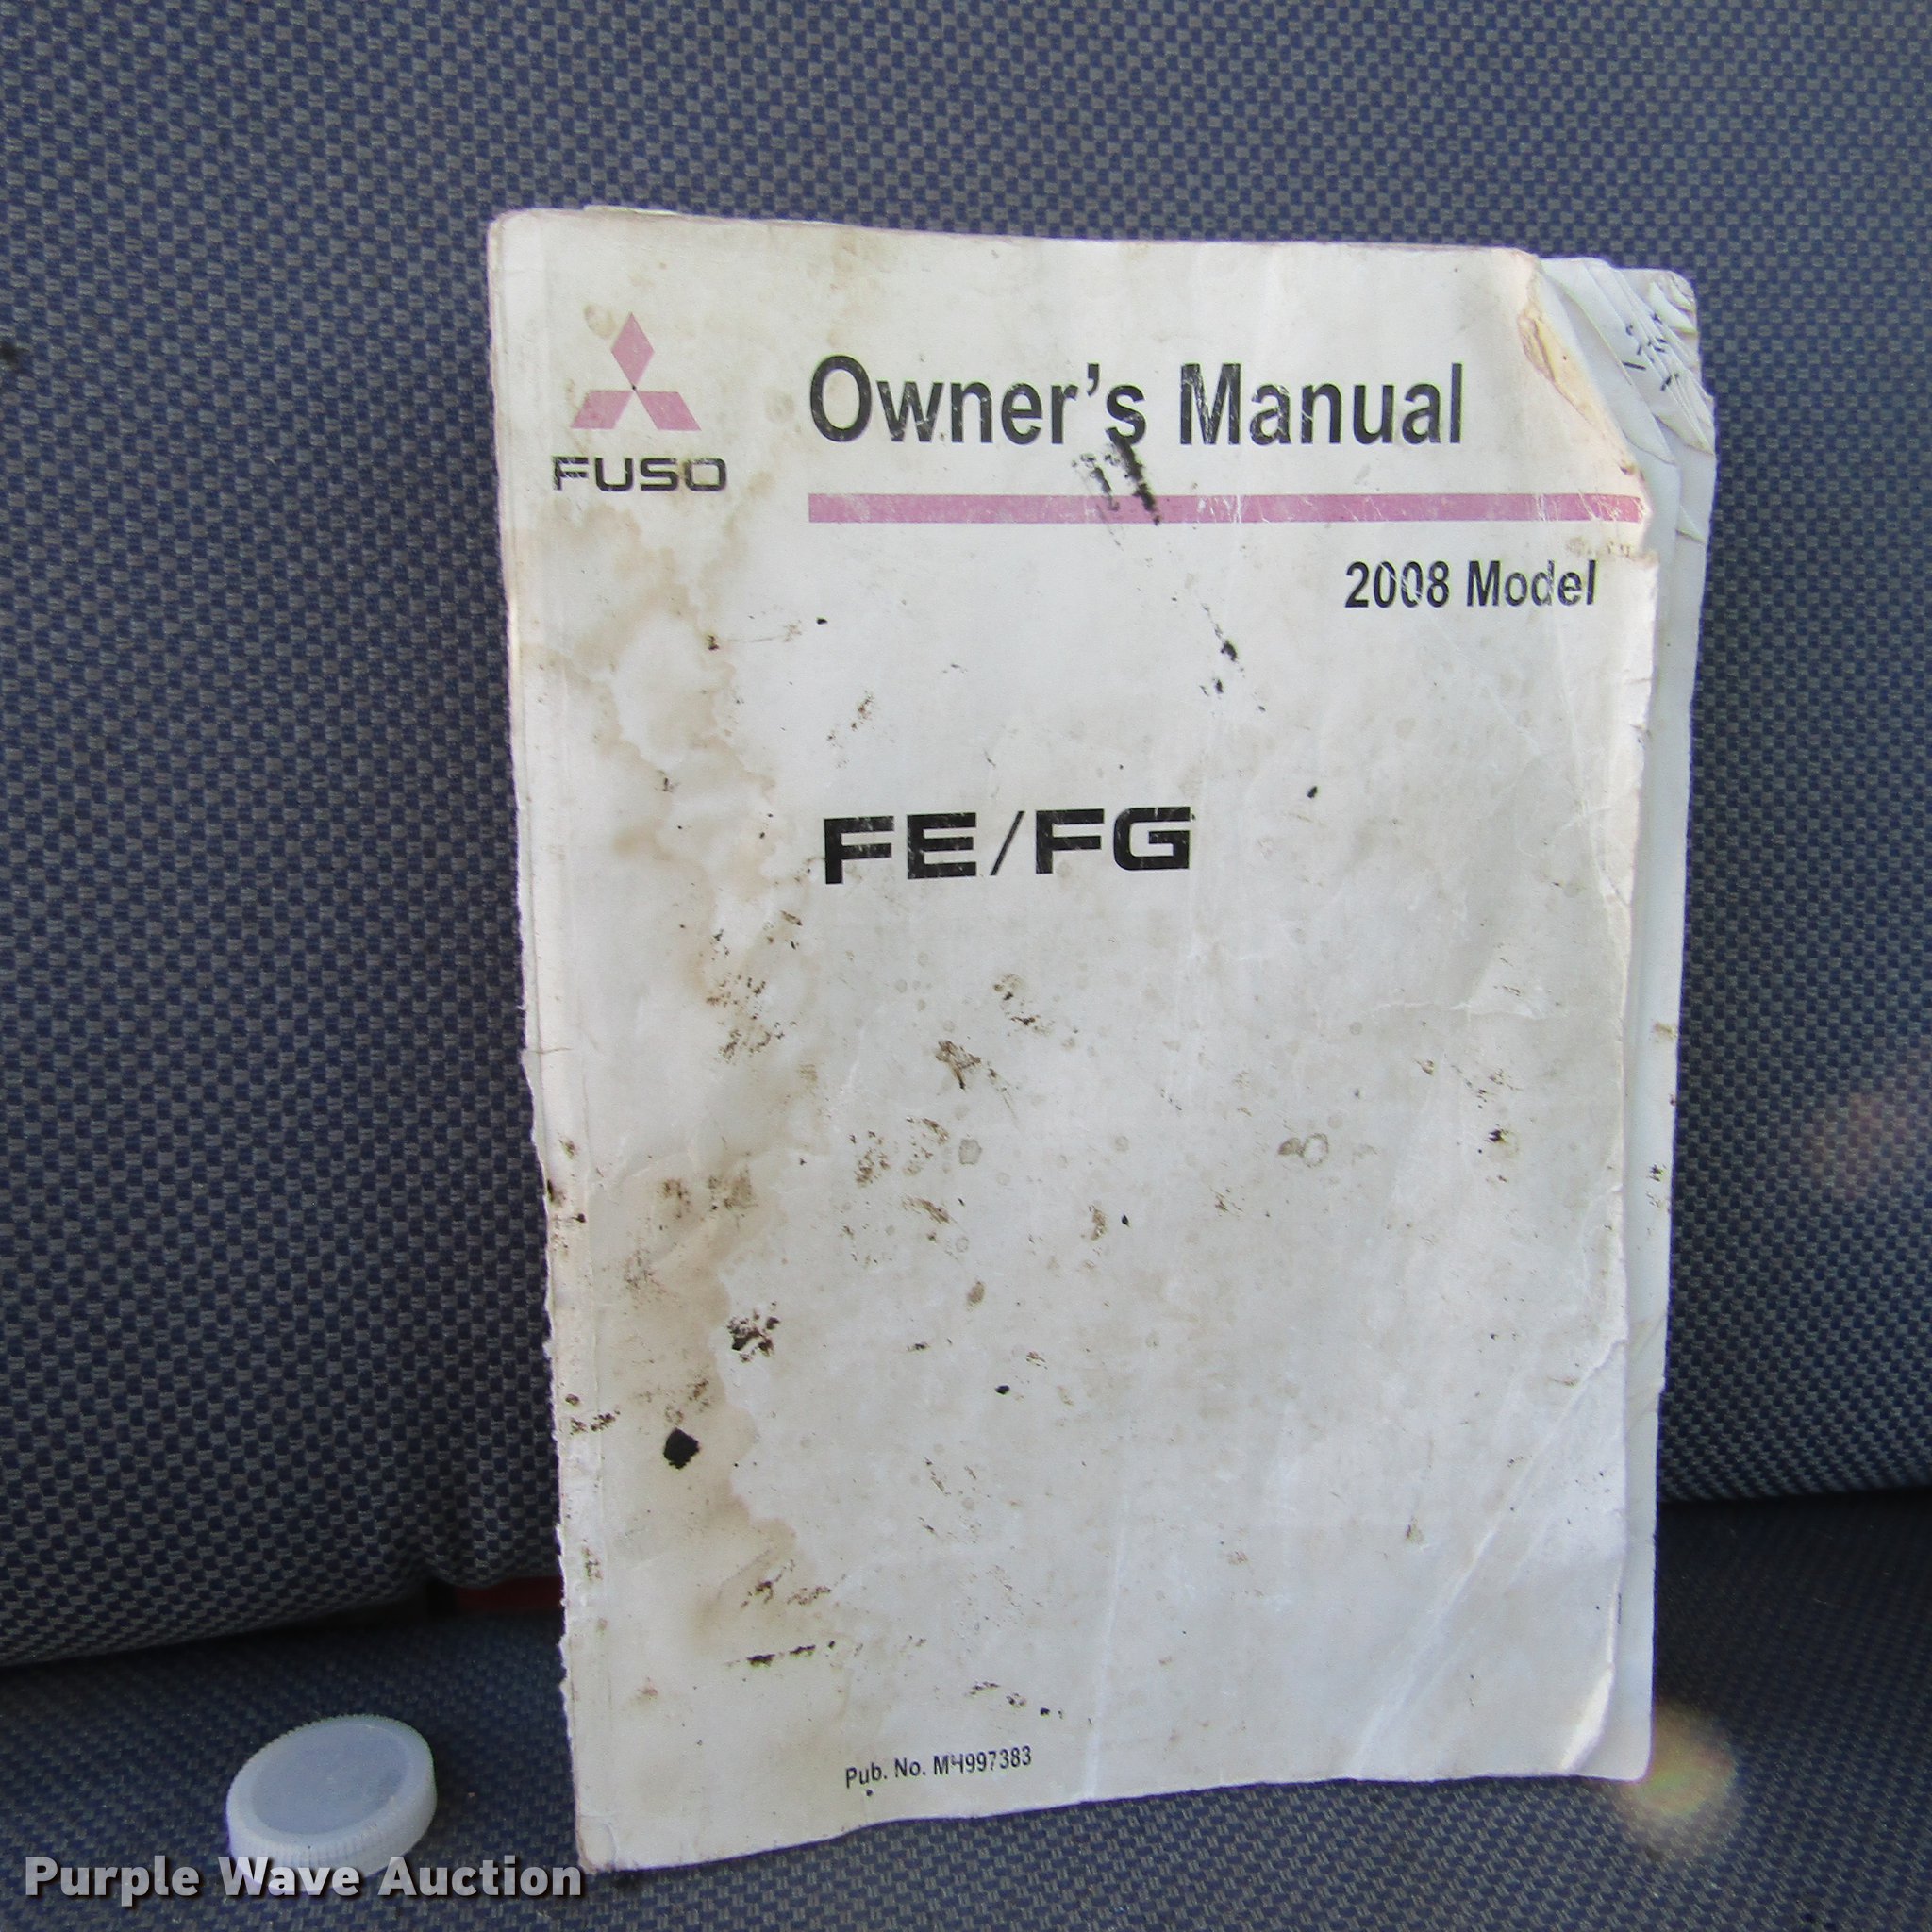 FUSO
Owner's Manual
2008 Model
FE/FG
Pub. No. MH997383
Purple Wave Auction